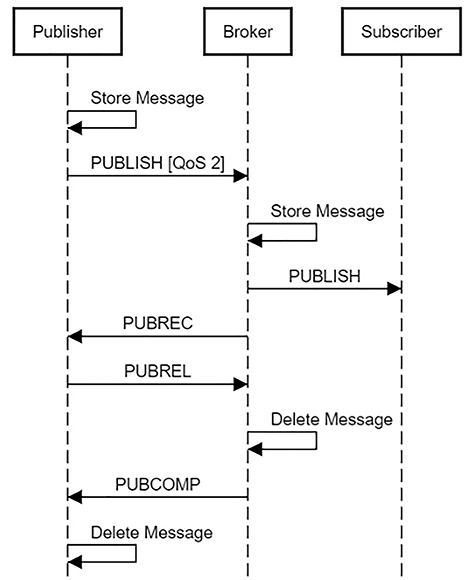 Publisher
Broker
Subscriber
Store Message
PUBLISH [QoS 2]
Store Message
PUBLISH
PUBREC
PUBREL
Delete Message
PUBCOMP
Delete Message